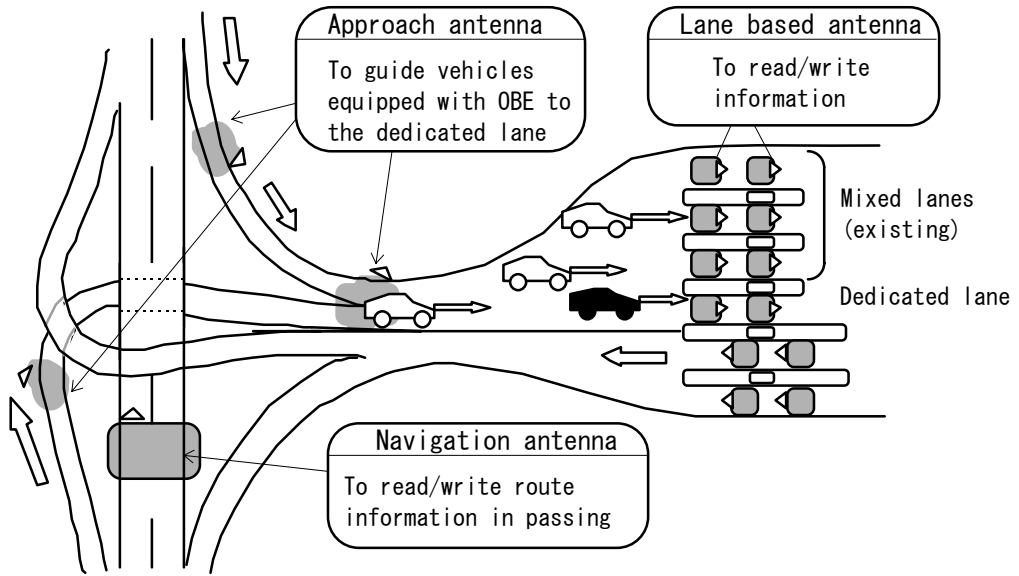 Approach antenna
To guide vehicles
equipped with OBE to
the dedicated lane
Lane based antenna
To read/write
information
Mixed lanes
(existing)
Dedicated lane
Navigation antenna
To read/write route
information in passing